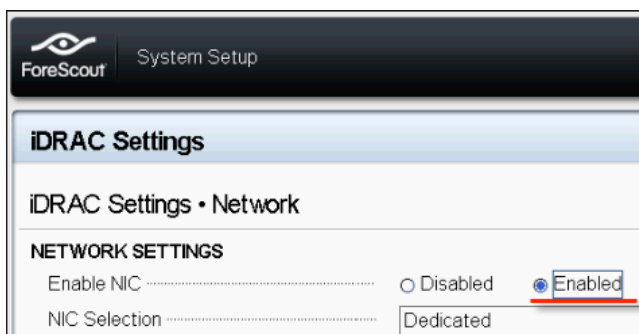 ForeScout
System Setup
iDRAC Settings
iDRAC Settings • Network
NETWORK SETTINGS
Enable NIC Disabled Enabled
NIC Selection Dedicated